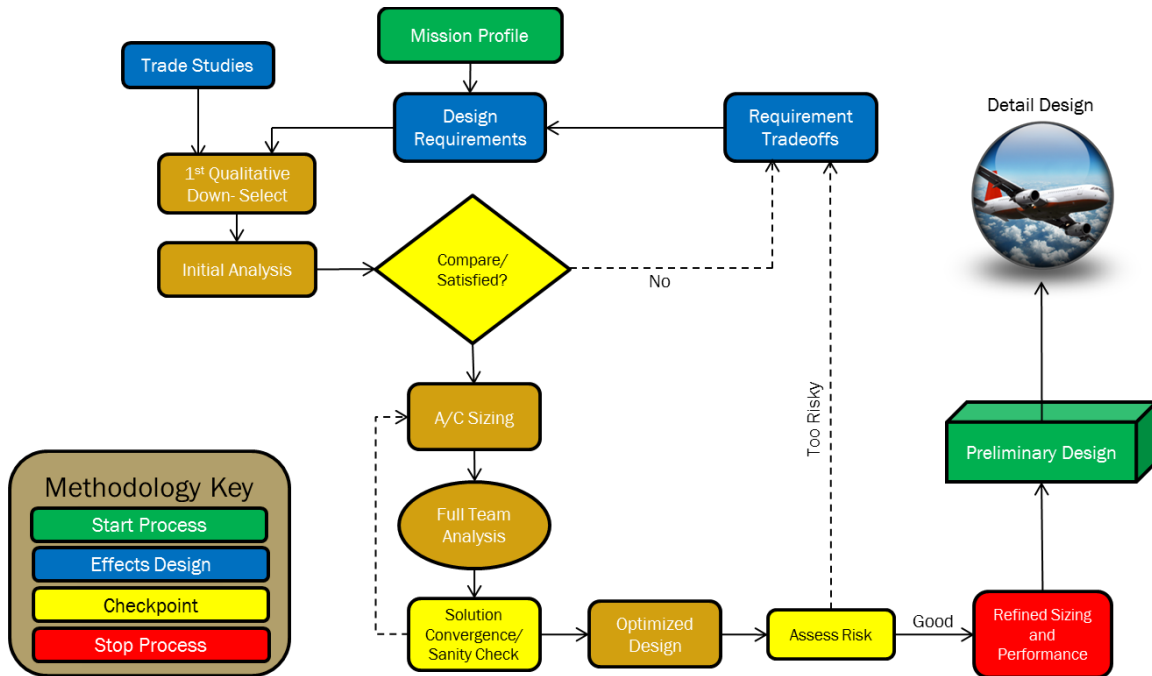 Mission Profile
Trade Studies
Design
Requirements
Requirement
Tradeoffs
Detail Design
1st Qualitative
Down- Select
Initial Analysis
Compare/
Satisfied?
No
A/C Sizing
Too Risky
Preliminary Design
Full Team
Analysis
Solution
Convergence/
Sanity Check
Optimized
Design
Assess Risk
Good
Refined Sizing
and
Performance
Methodology Key
Start Process
Effects Design
Checkpoint
Stop Process